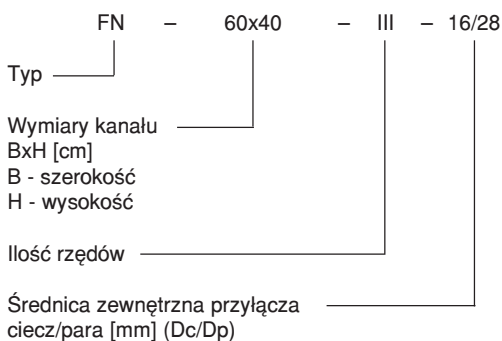 FN – 60x40 – III – 16/28
Typ
Wymiary kanału
BxH [cm]
B - szerokość
H - wysokość
Ilość rzędów
Średnica zewnętrzna przyłącza
ciecz/para [mm] (Dc/Dp)